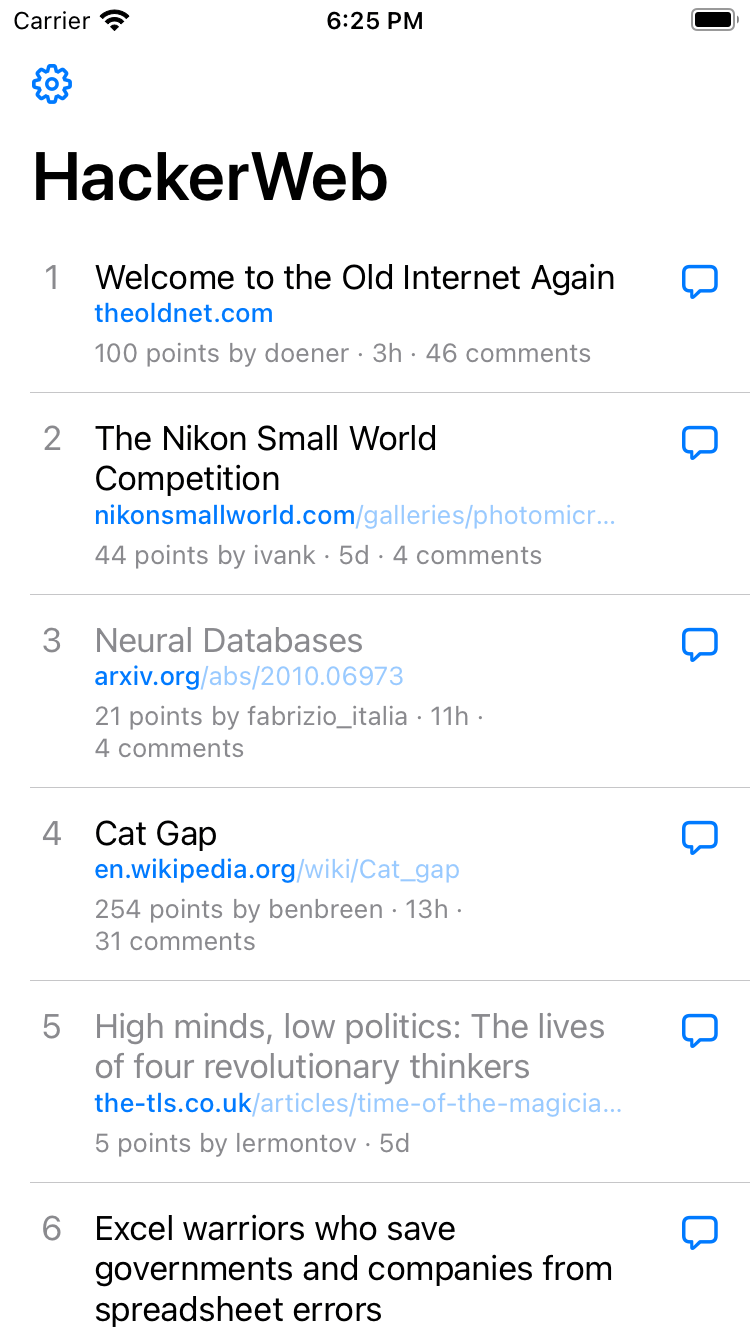 Carrier 6:25 PM
HackerWeb
1 Welcome to the Old Internet Again
theoldnet.com
100 points by doener · 3h · 46 comments
2 The Nikon Small World
Competition
nikonsmallworld.com/galleries/photomicr…
44 points by ivank · 5d · 4 comments
3 Neural Databases
arxiv.org/abs/2010.06973
21 points by fabrizio_italia · 11h ·
4 comments
4 Cat Gap
en.wikipedia.org/wiki/Cat_gap
254 points by benbreen · 13h ·
31 comments
5 High minds, low politics: The lives
of four revolutionary thinkers
the-tls.co.uk/articles/time-of-the-magicia…
5 points by lermontov · 5d
6 Excel warriors who save
governments and companies from
spreadsheet errors